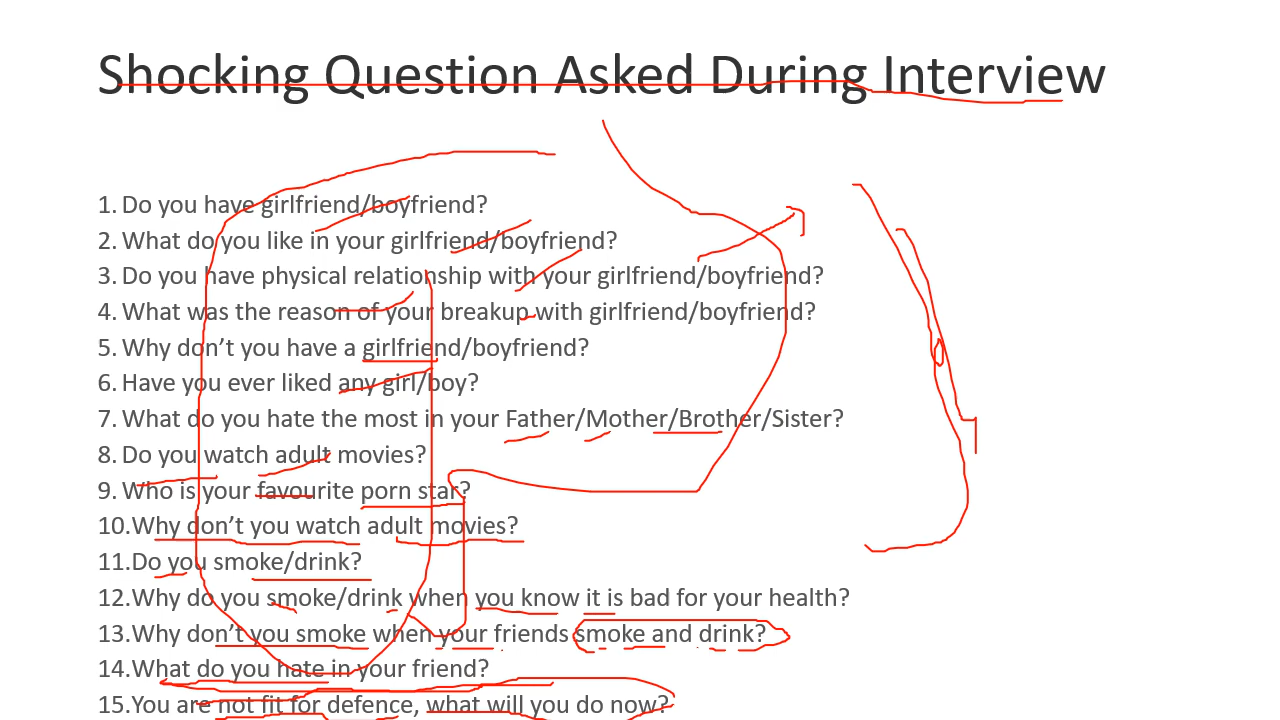 Shocking Question Asked During Interview
1. Do you have girlfriend/boyfriend?
2. What do you like in your girlfriend/boyfriend?
3. Do you have physical relationship with your girlfriend/boyfriend?
4. What was the reason of your breakup with girlfriend/boyfriend?
5. Why don't you have a girlfriend/boyfriend?
6. Have you ever liked any girl/boy?
7. What do you hate the most in your Father/Mother/Brother/Sister?
8. Do you watch adult movies?
9. Who is your favourite porn star?
10.Why don't you watch adult movies?
11.Do you smoke/drink?
12.Why do you smoke/drink when you know it is bad for your health?
13.Why don't you smoke when your friends smoke and drink?
14.What do you hate in your friend?
15.You are not fit for defence, what will you do now?